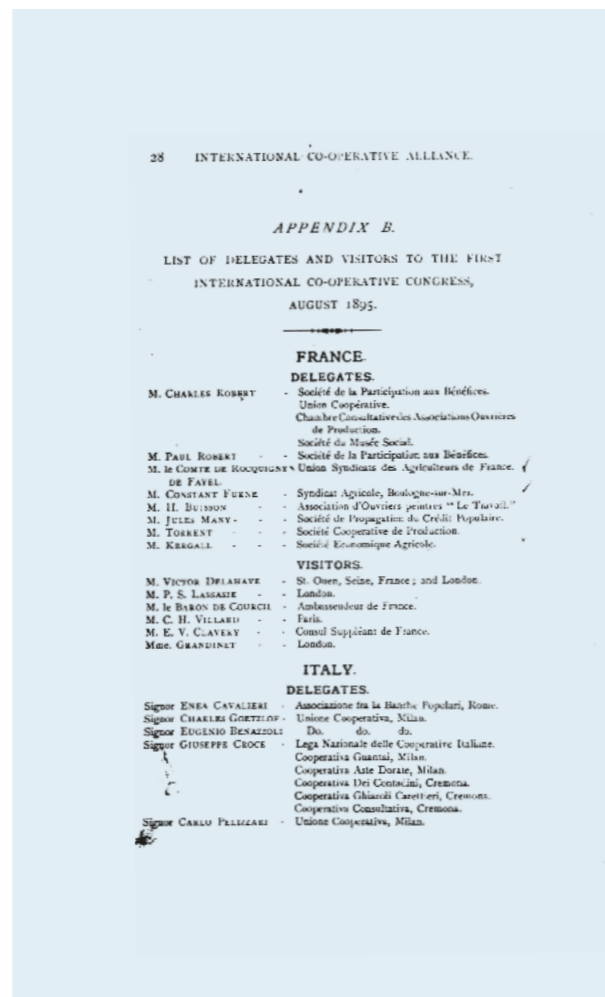 28 INTERNATIONAL CO-OPERATIVE ALLIANCE.
APPENDIX B.
LIST OF DELEGATES AND VISITORS TO THE FIRST
INTERNATIONAL CO-OPERATIVE CONGRESS,
AUGUST 1895.
FRANCE.
DELEGATES.
M. CHARLES ROBERT - Société de la Participation aux Bénéfices.
Union Coopérative.
Chambre Consultative des Associations Ouvrières
de Production.
Société du Musée Social.
M. PAUL ROBERT - - Société de la Participation aux Bénéfices.
M. le COMTE DE ROCQUIGNY Union Syndicats des Agriculteurs de France.
DE FAYEL.
M. CONSTANT FURNE - Syndicat Agricole, Boulogne-sur-Mer.
M. H. BUISSON - - Association d'Ouvriers peintres "Le Travail."
M. JULES MANY - - - Société de Propagation du Crédit Populaire.
M. TORRENT - - Société Cooperative de Production.
M. KERGALL - - - Société Economique Agricole.
VISITORS.
M. VICTOR DELAHAYE - St. Ouen, Seine, France; and London.
M. P. S. LASSASIE - - London.
M. le BARON DE COURCEL - Ambassadeur de France.
M. C. H. VILLARD - - Paris.
M. E. V. CLAVERY - - Consul Suppléant de France.
Mme. GRANDINET - - London.
ITALY.
DELEGATES.
Signor ENEA CAVALIERI - Associazione fra la Banche Popolari, Rome.
Signor CHARLES - Unione Cooperativa, Milan.
Signor EUGENIO BENAZZOLI Do. do. do.
Signor GIUSEPPE CROCE - Lega Nazionale delle Cooperative Italiane.
Cooperativa Guantai, Milan.
Cooperativa Aste Dorate, Milan.
Cooperativa Dei Contadini, Cremona.
Cooperativa Carettieri, Cremona.
Cooperativa Consultativa, Cremona.
Signor CARLO PELIZZARI - Unione Cooperativa, Milan.